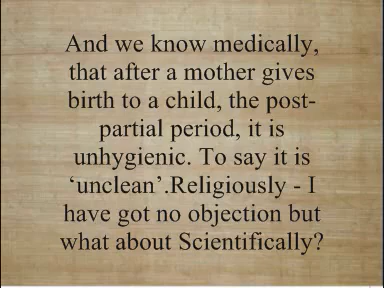 And we know medically,
that after a mother gives
birth to a child, the post-
partial period, it is
unhygienic. To say it is
‘unclean’.Religiously - I
have got no objection but
what about Scientifically?